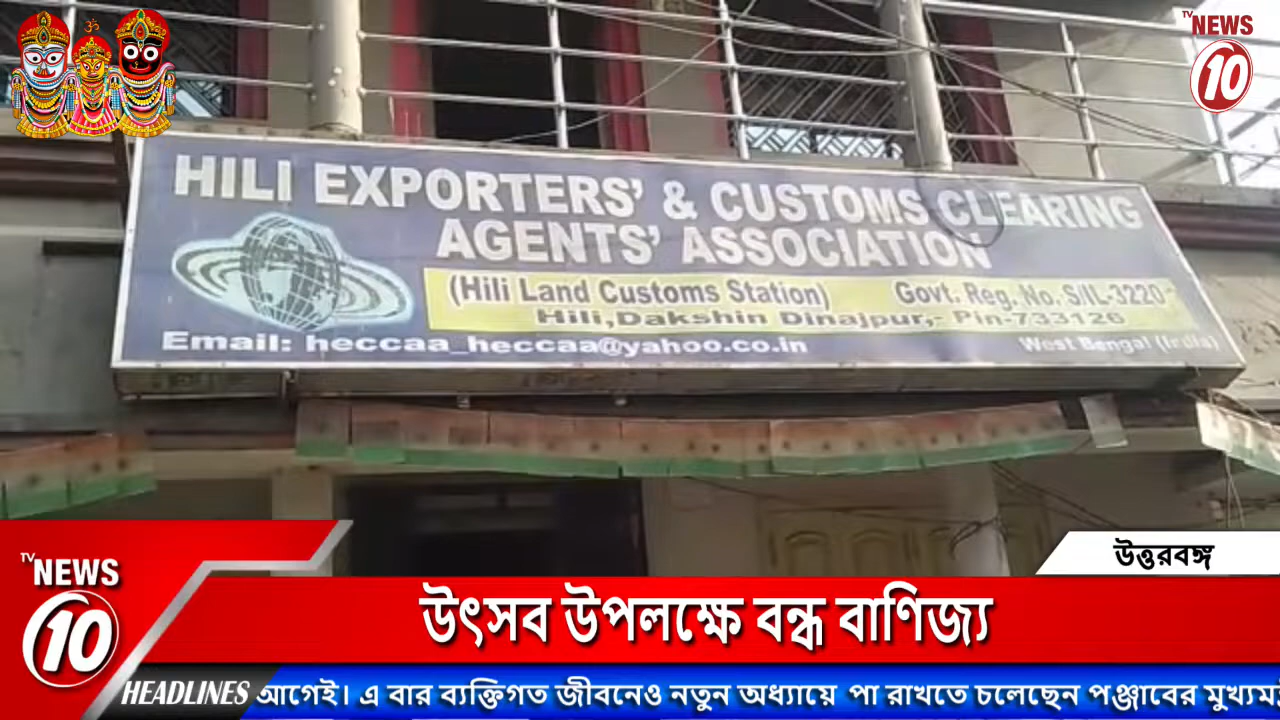 ॐ
TV NEWS
10
HILI EXPORTERS' & CUSTOMS CLEARING
AGENTS' ASSOCIATION
(Hili Land Customs Station) Govt. Reg. No. S/IL-3220
Hili,Dakshin Dinajpur,- Pin-733126
Email: heccaa_heccaa@yahoo.co.in West Bengal (India)
উত্তরবঙ্গ
TV NEWS
10
উৎসব উপলক্ষে বন্ধ বাণিজ্য
HEADLINES আগেই। এ বার ব্যক্তিগত জীবনেও নতুন অধ্যায়ে পা রাখতে চলেছেন পঞ্জাবের মুখ্যম